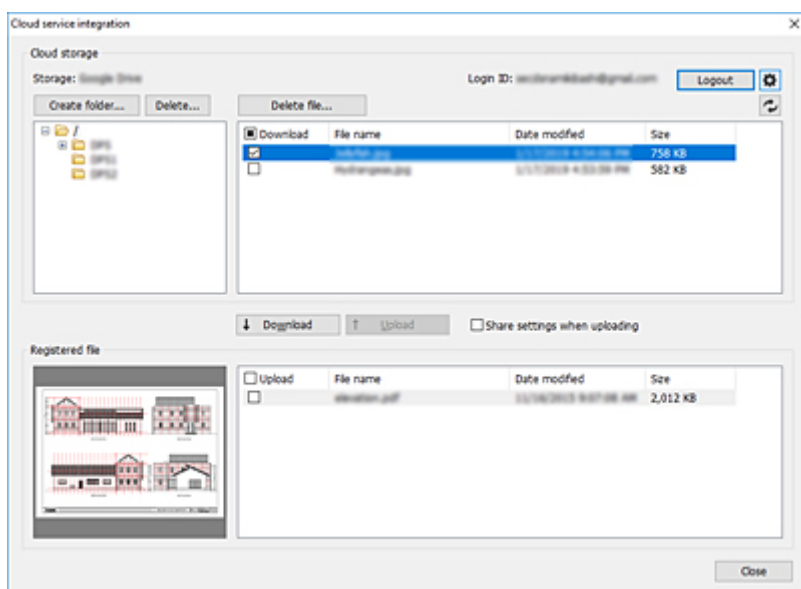 Cloud service integration
Cloud storage
Storage:
Login ID:
Logout
Create folder...
Delete...
Delete file...
/
Download File name Date modified Size
758 KB
582 KB
Download
Upload
Share settings when uploading
Registered file
Upload File name Date modified Size
2,012 KB
Close